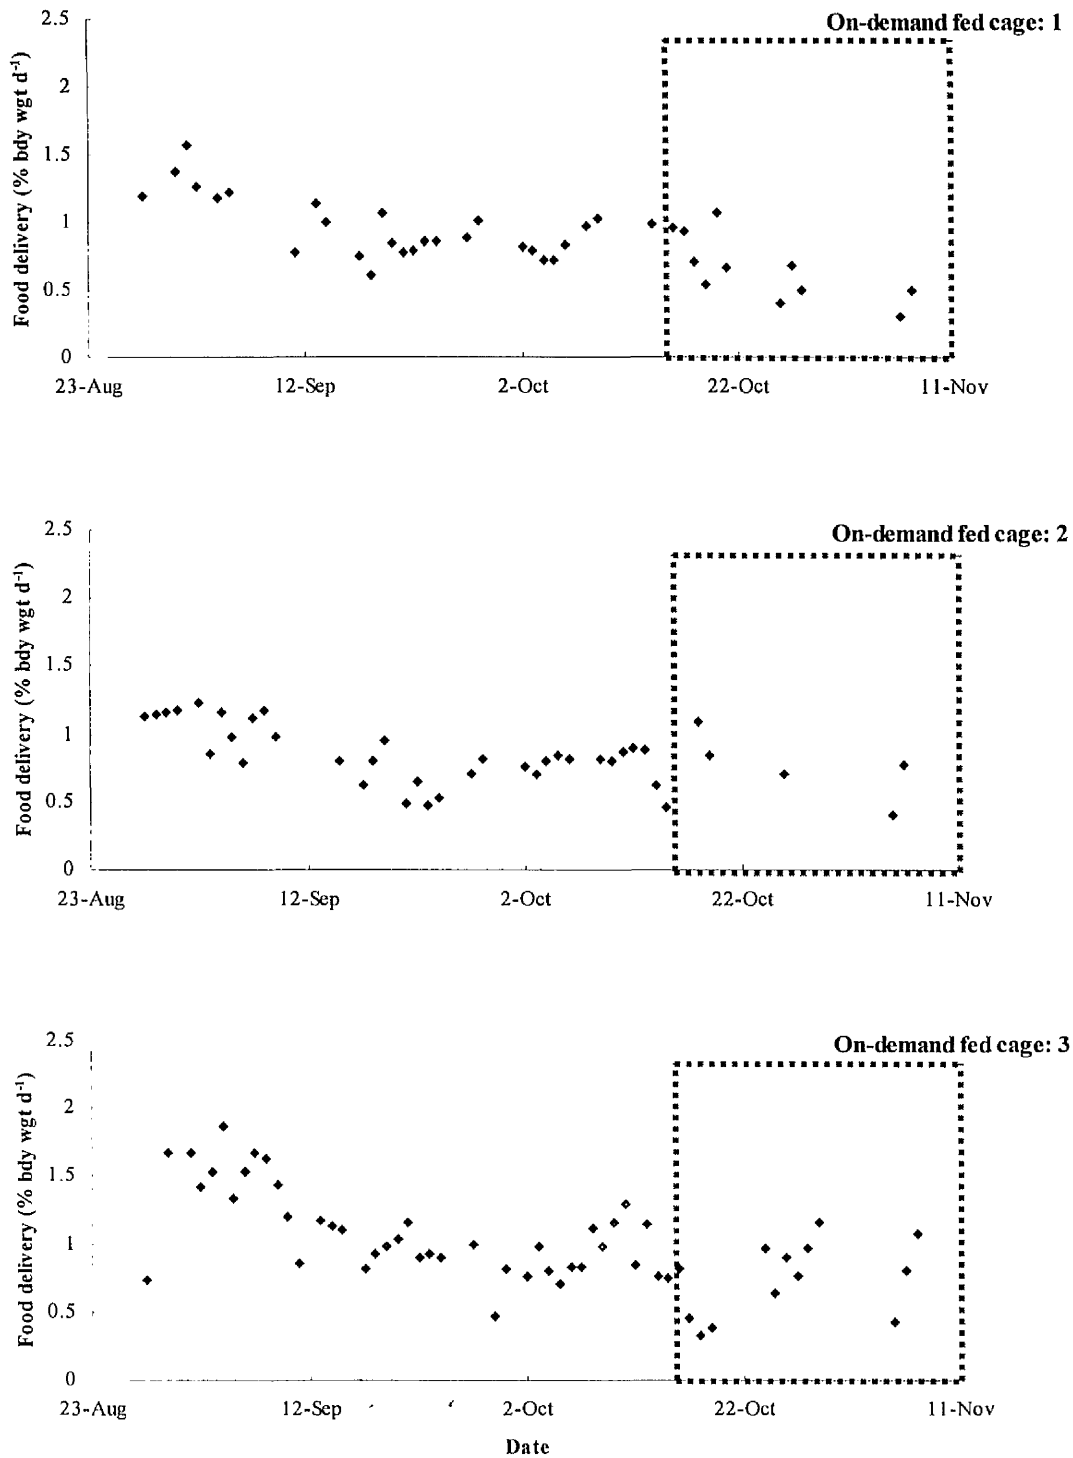 On-demand fed cage: 1
Food delivery (% bdy wgt d⁻¹)
2.5
2
1.5
1
0.5
0
23-Aug 12-Sep 2-Oct 22-Oct 11-Nov
On-demand fed cage: 2
Food delivery (% bdy wgt d⁻¹)
2.5
2
1.5
1
0.5
0
23-Aug 12-Sep 2-Oct 22-Oct 11-Nov
On-demand fed cage: 3
Food delivery (% bdy wgt d⁻¹)
2.5
2
1.5
1
0.5
0
23-Aug 12-Sep 2-Oct 22-Oct 11-Nov
Date